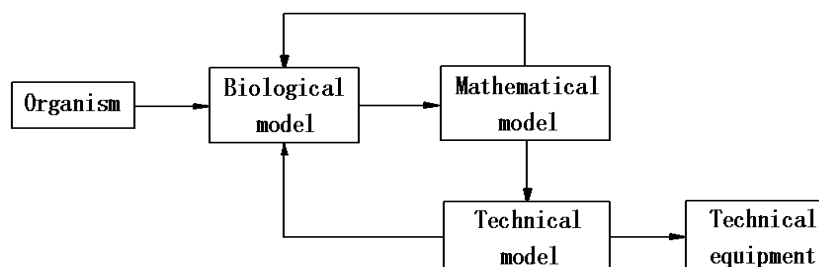 Organism
Biological
model
Mathematical
model
Technical
model
Technical
equipment